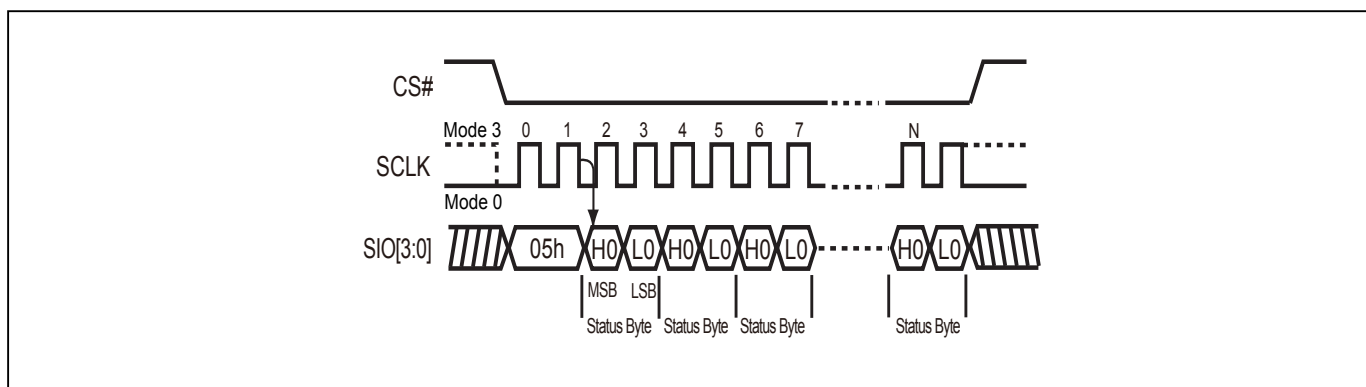 CS#
Mode 3 0 1 2 3 4 5 6 7 N
SCLK
Mode 0
SIO[3:0] 05h H0 L0 H0 L0 H0 L0 H0 L0
MSB LSB
Status Byte Status Byte Status Byte Status Byte